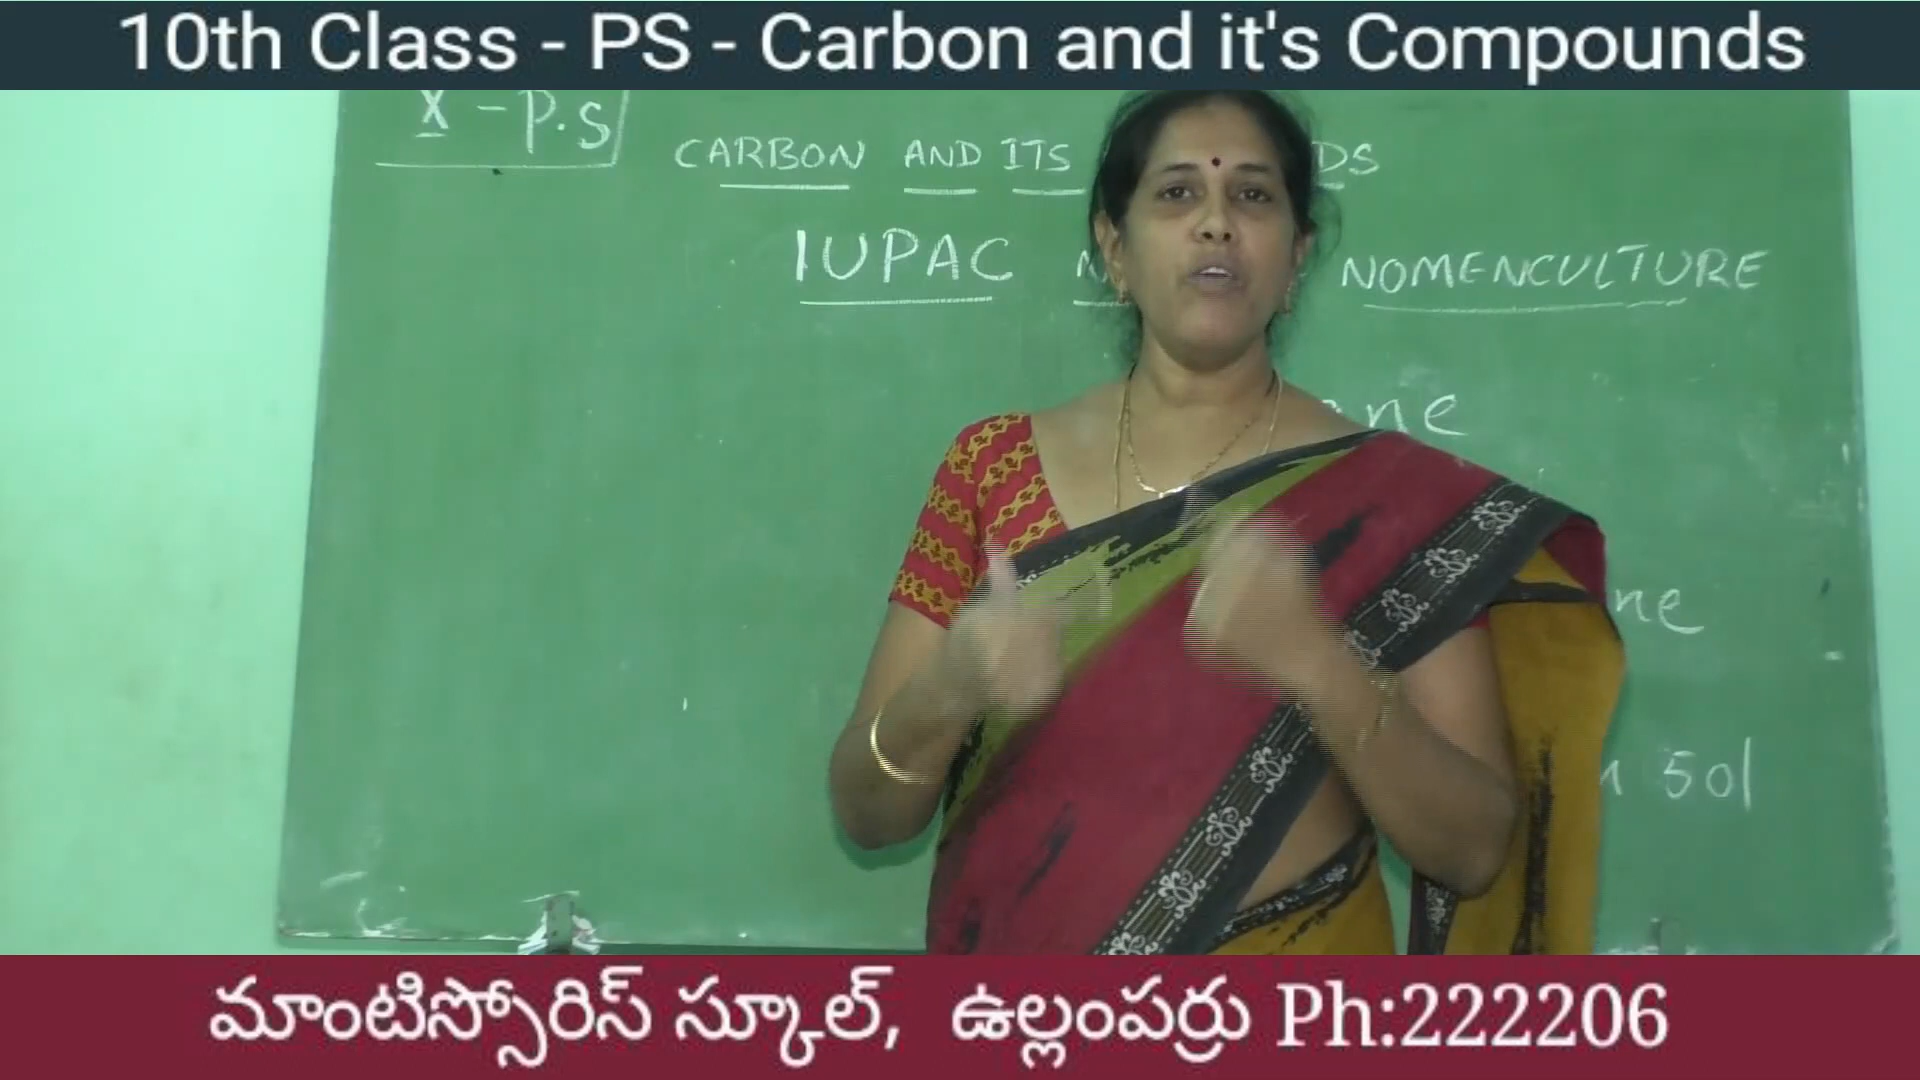 10th Class - PS - Carbon and it's Compounds
X - P.S
CARBON AND ITS DS
IUPAC NOMENCULTURE
ne
ne
50l
మాంటిస్సోరిస్ స్కూల్, ఉల్లంపర్రు Ph:222206